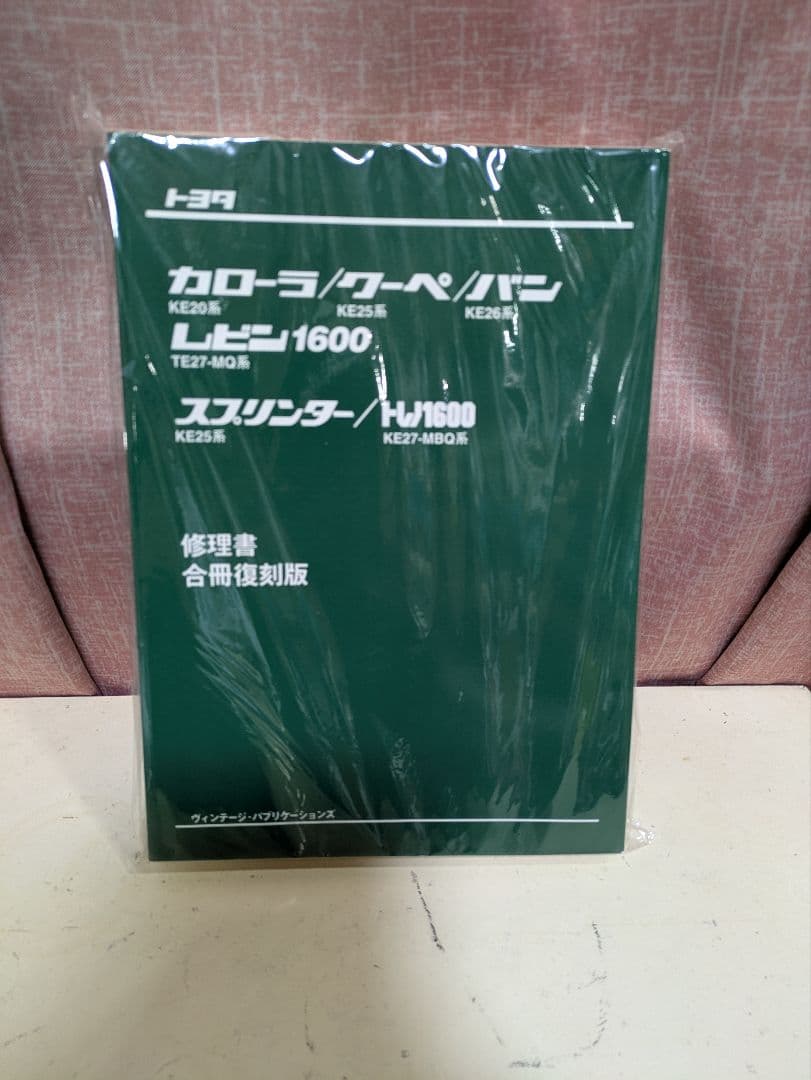 トヨタ
カローラ/クーペ/バン
KE20系 KE25系 KE26系
レビン1600
TE27-MQ系
スプリンター/トレノ1600
KE25系 KE27-MBQ系
修理書
合冊復刻版
ヴィンテージ・パブリケーションズ